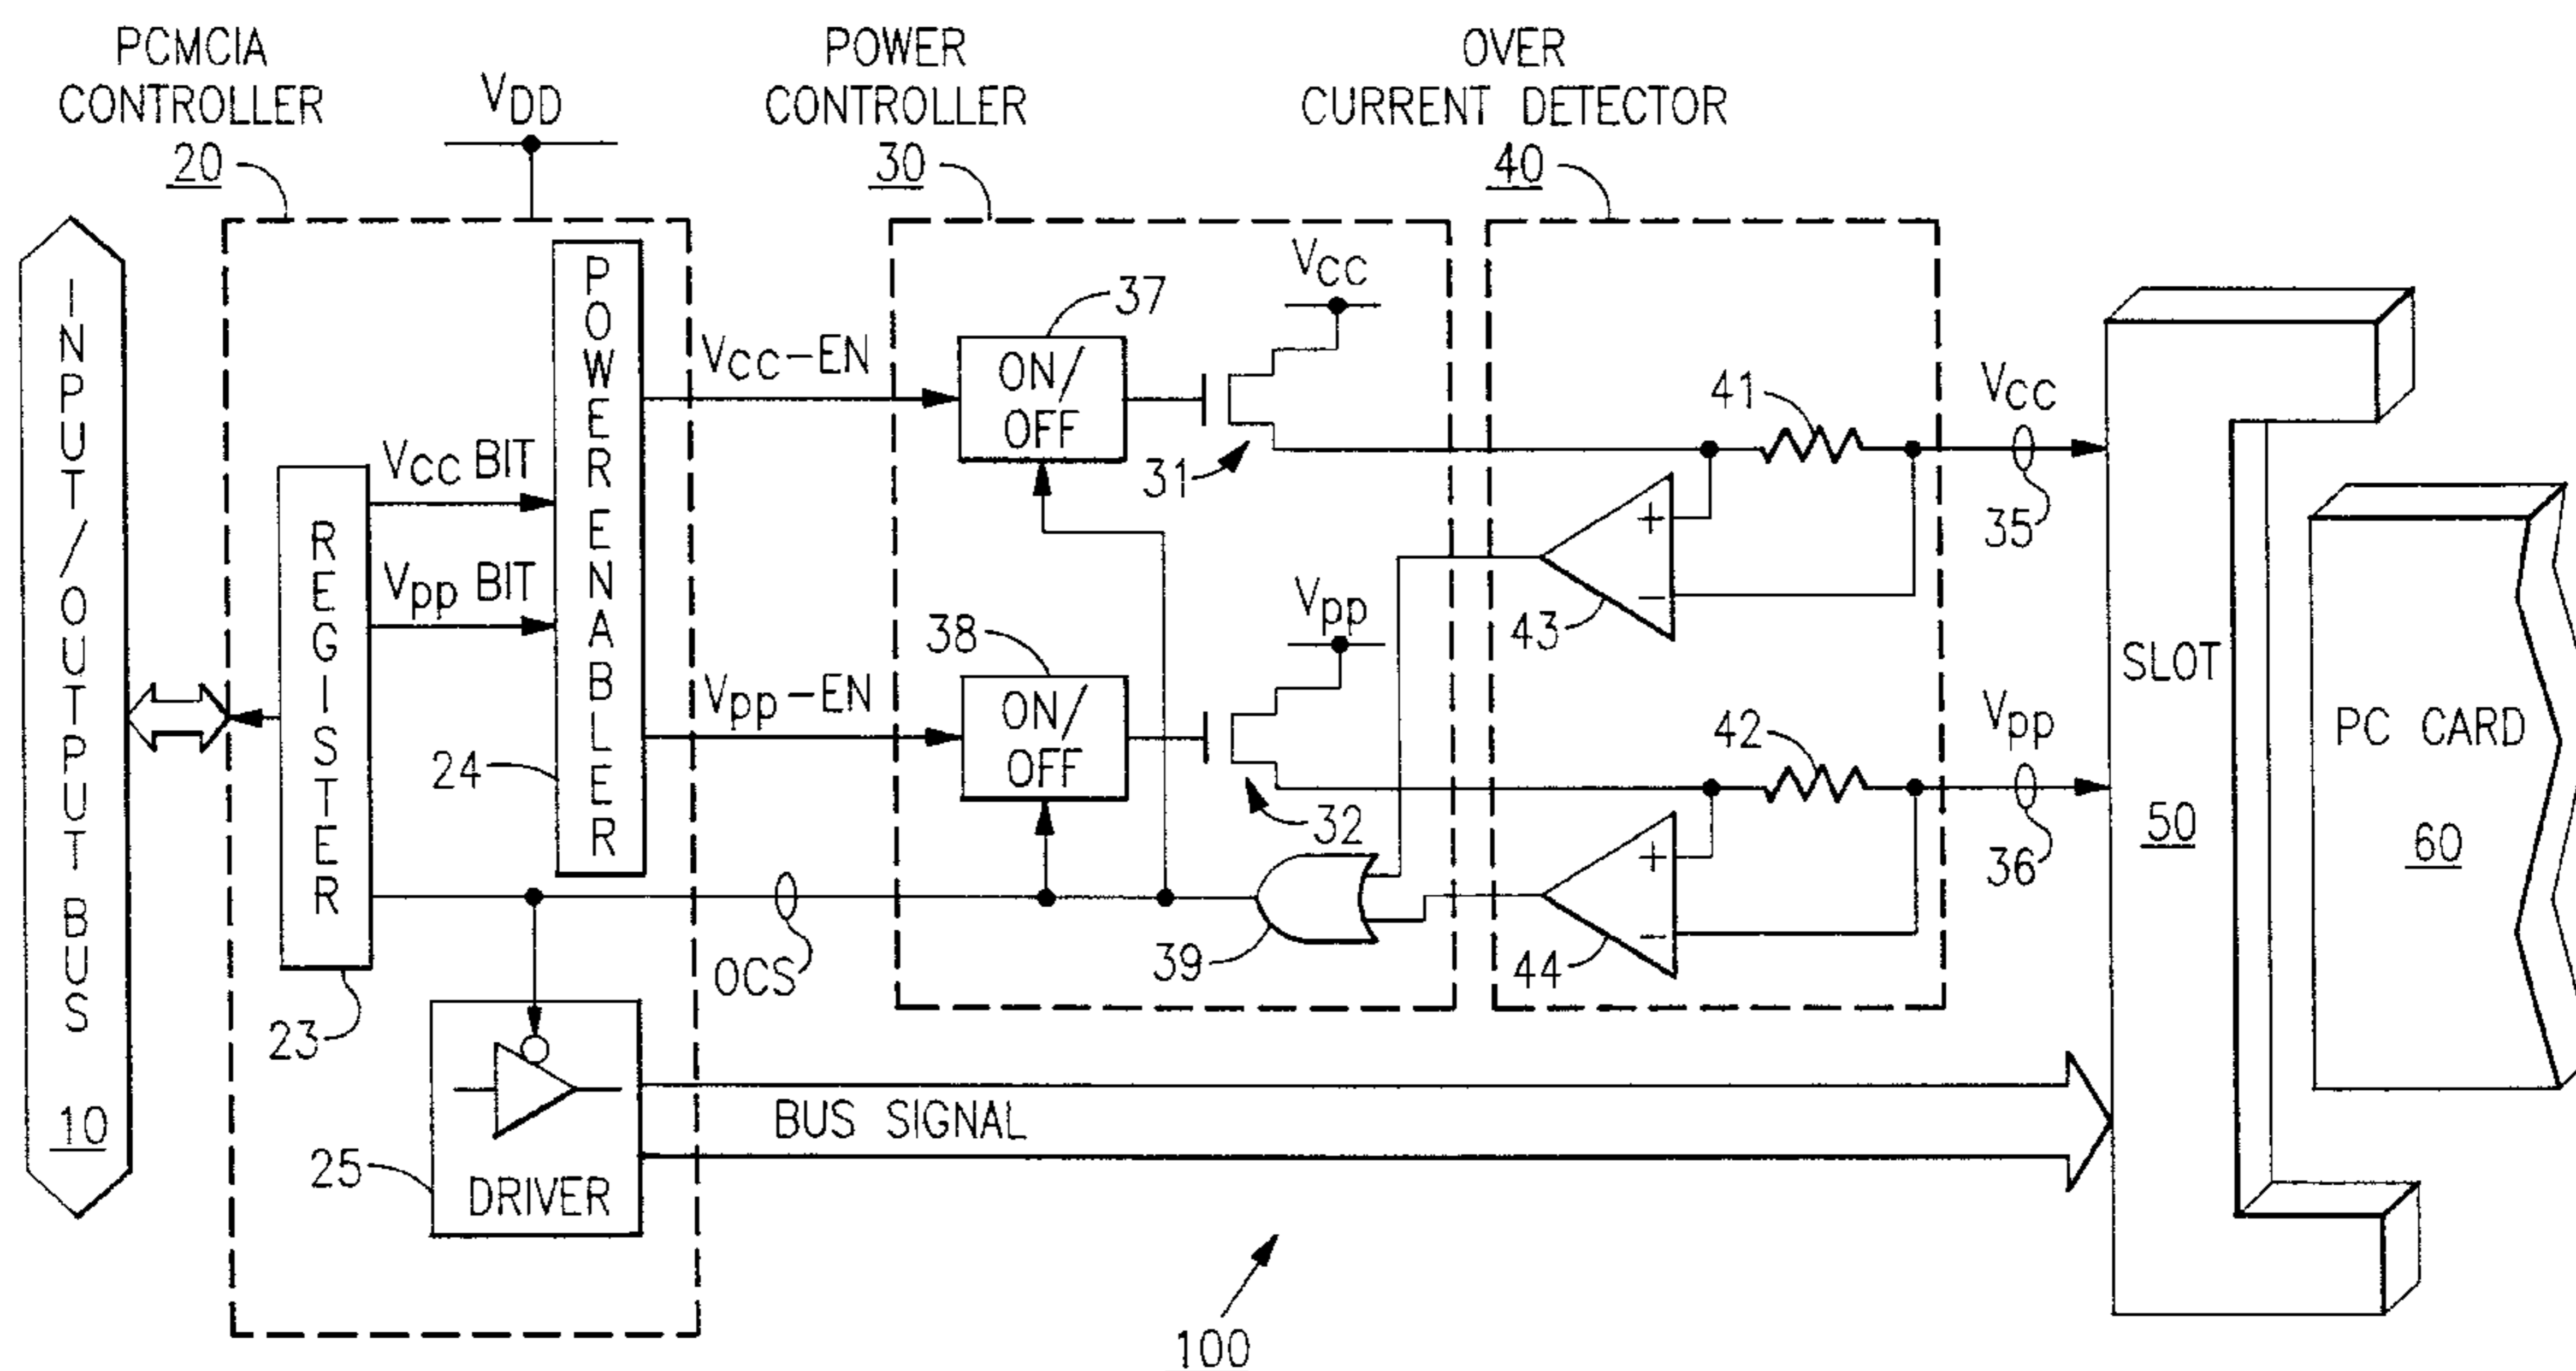 PCMCIA
CONTROLLER
20
VDD
POWER
CONTROLLER
30
OVER
CURRENT DETECTOR
40
INPUT/OUTPUT BUS
10
REGISTER
23
VCC BIT
Vpp BIT
POWER ENABLER
24
VCC-EN
Vpp-EN
OCS
37
ON/
OFF
VCC
31
38
ON/
OFF
Vpp
32
39
41
43
+
−
42
44
+
−
VCC
35
Vpp
36
SLOT
50
PC CARD
60
25
DRIVER
BUS SIGNAL
100